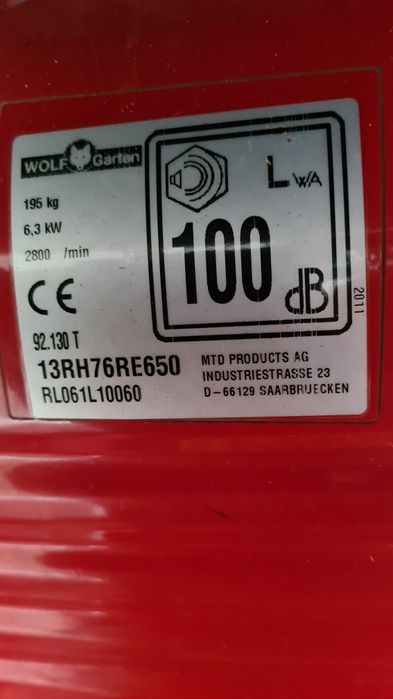 WOLF Garten
195 kg
6,3 kW
2800 /min
CE
LWA
100
dB
2011
92.130 T
13RH76RE650
RL061L10060
MTD PRODUCTS AG
INDUSTRIESTRASSE 23
D-66129 SAARBRUECKEN